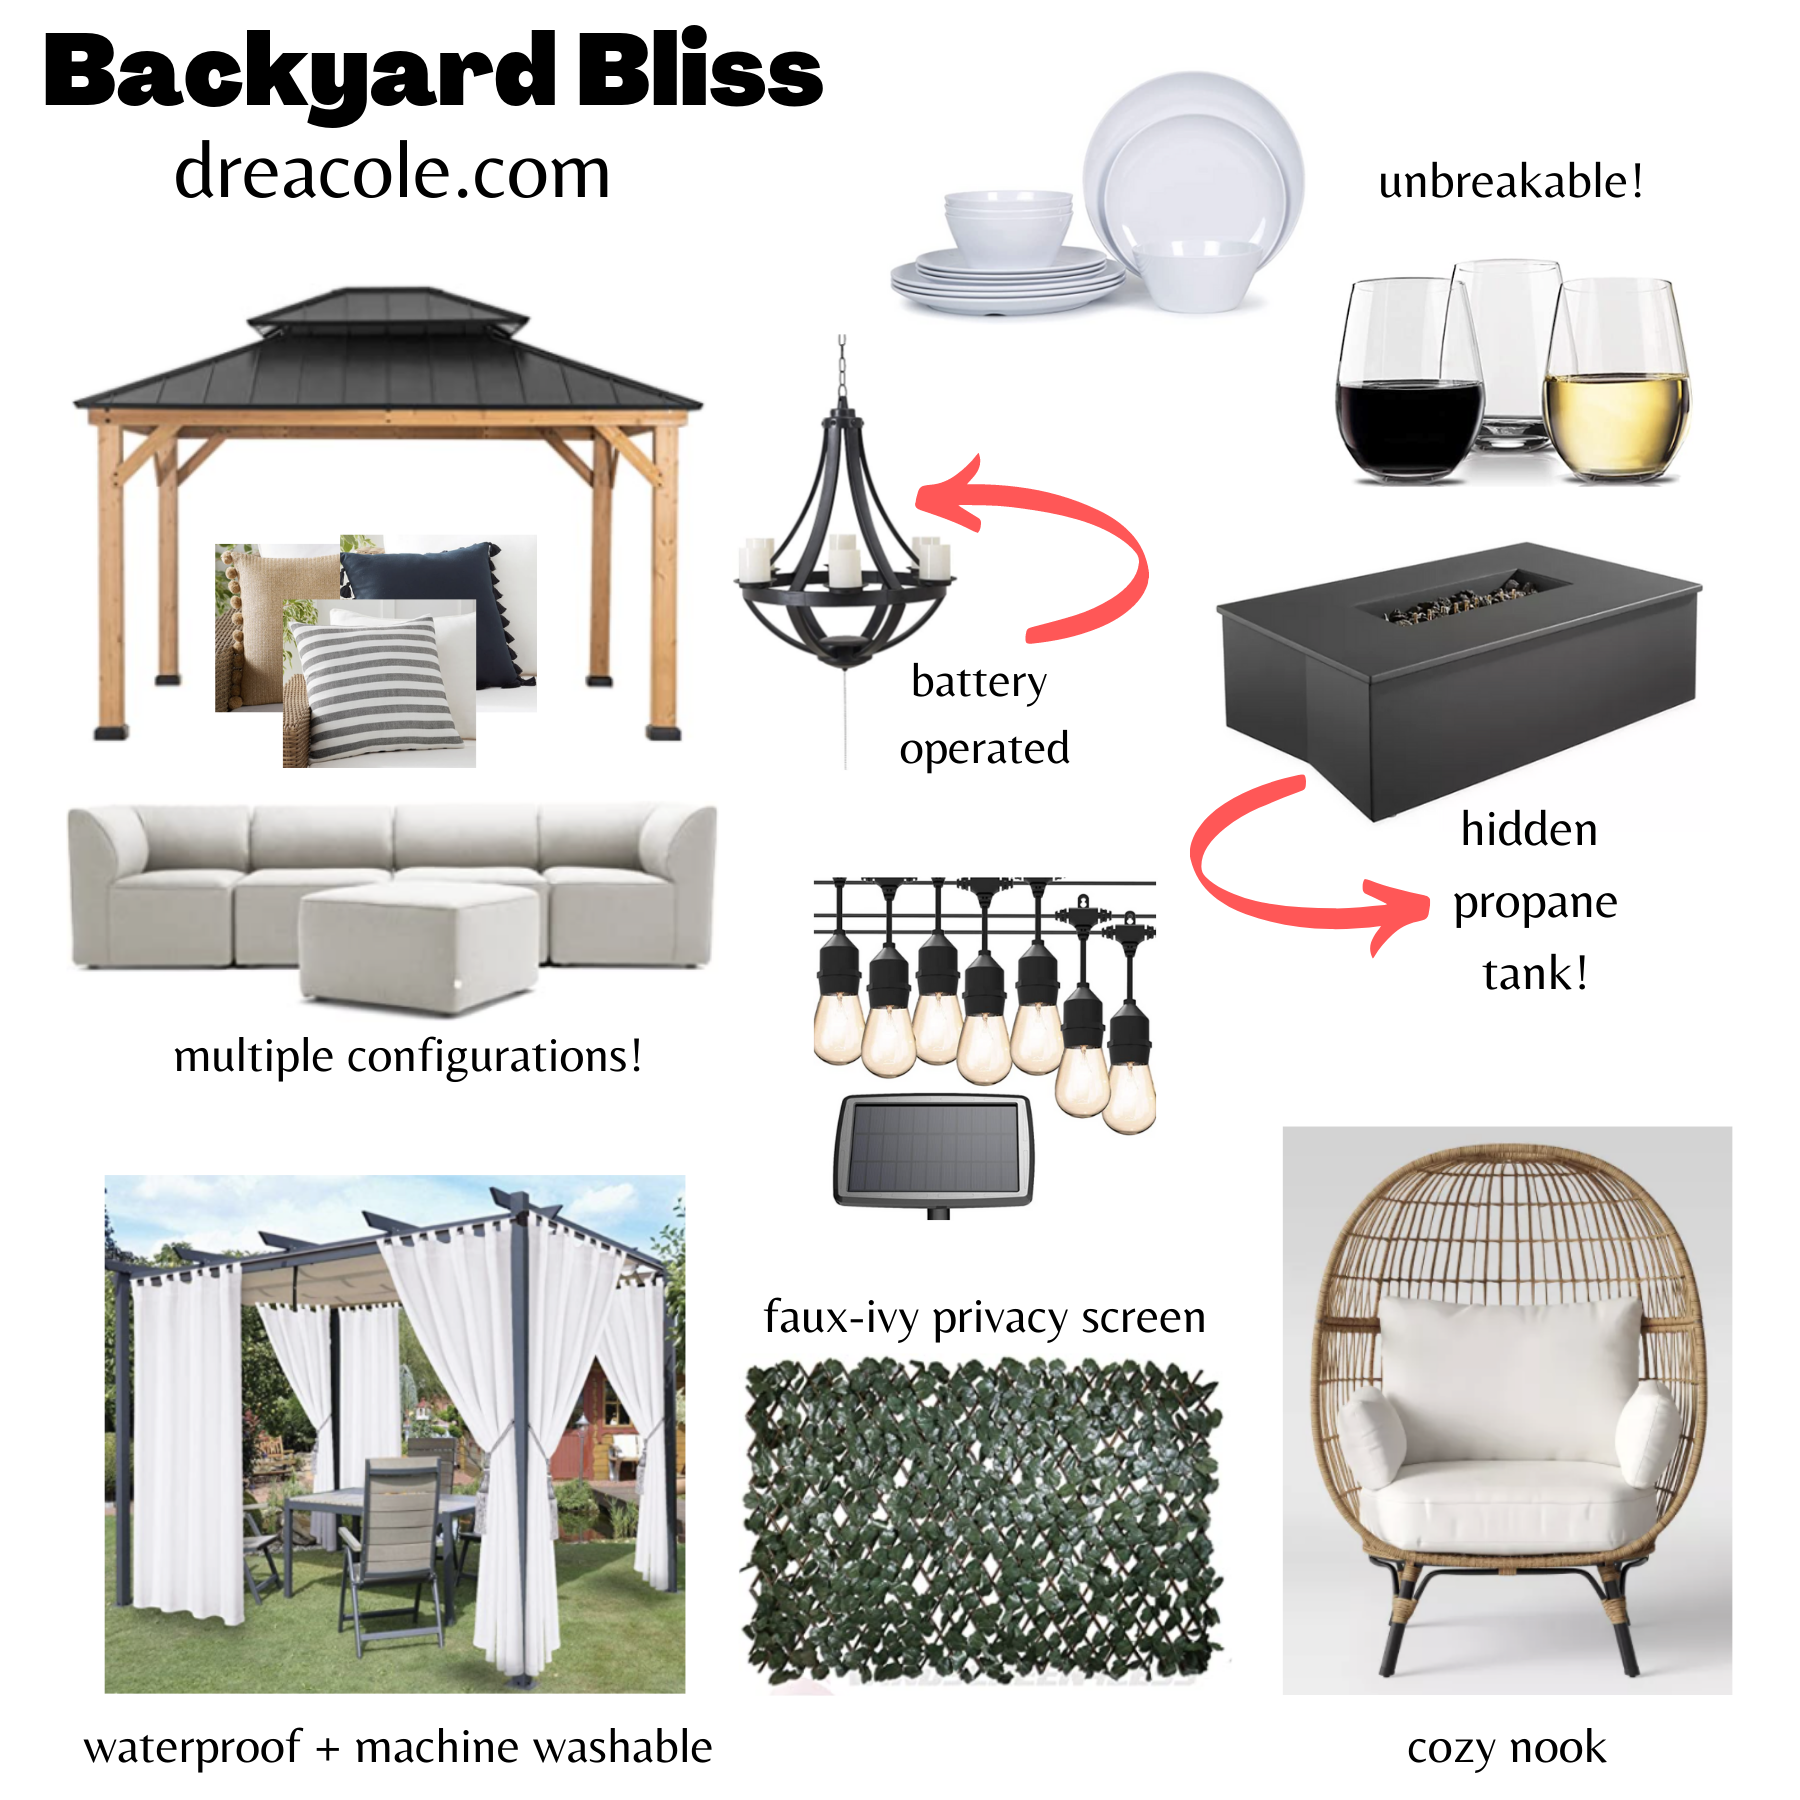 Backyard Bliss
dreacole.com
unbreakable!
battery
operated
hidden
propane
tank!
multiple configurations!
faux-ivy privacy screen
waterproof + machine washable
cozy nook